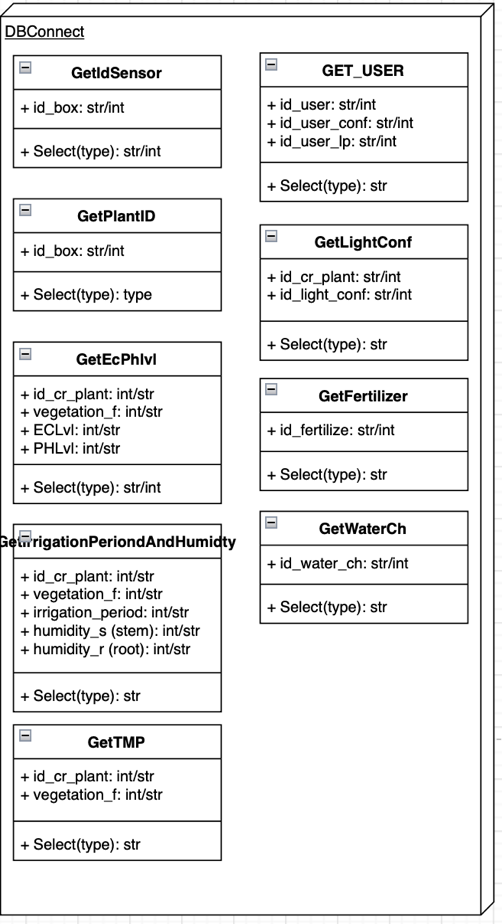 DBConnect
GetIdSensor
+ id_box: str/int
+ Select(type): str/int
GetPlantID
+ id_box: str/int
+ Select(type): type
GetEcPhlvl
+ id_cr_plant: int/str
+ vegetation_f: int/str
+ ECLvl: int/str
+ PHLvl: int/str
+ Select(type): str/int
GetIrrigationPeriondAndHumidty
+ id_cr_plant: int/str
+ vegetation_f: int/str
+ irrigation_period: int/str
+ humidity_s (stem): int/str
+ humidity_r (root): int/str
+ Select(type): str
GetTMP
+ id_cr_plant: int/str
+ vegetation_f: int/str
+ Select(type): str
GET_USER
+ id_user: str/int
+ id_user_conf: str/int
+ id_user_lp: str/int
+ Select(type): str
GetLightConf
+ id_cr_plant: str/int
+ id_light_conf: str/int
+ Select(type): str
GetFertilizer
+ id_fertilize: str/int
+ Select(type): str
GetWaterCh
+ id_water_ch: str/int
+ Select(type): str